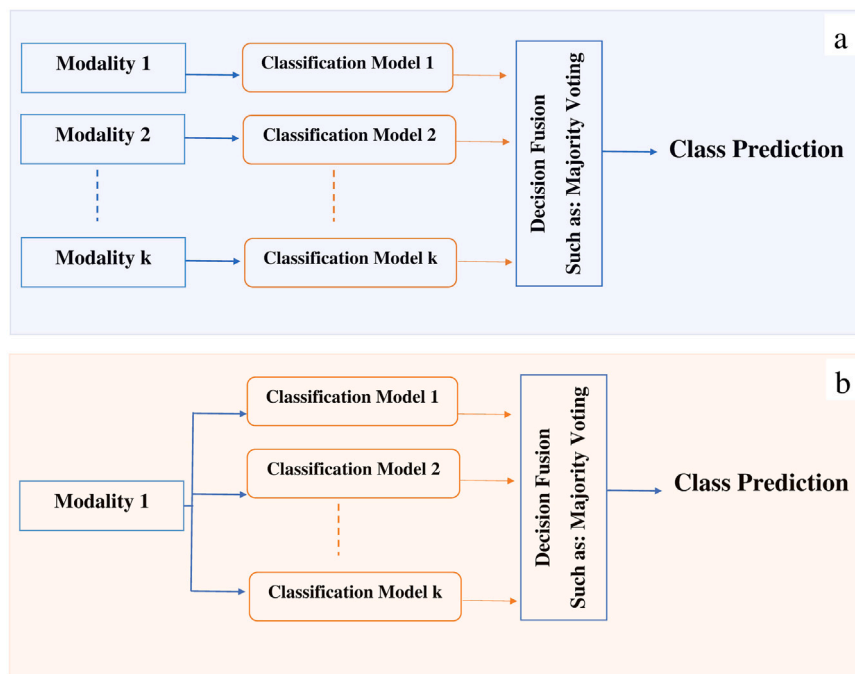 a
Modality 1
Classification Model 1
Modality 2
Classification Model 2
Modality k
Classification Model k
Decision Fusion
Such as: Majority Voting
Class Prediction
b
Modality 1
Classification Model 1
Classification Model 2
Classification Model k
Decision Fusion
Such as: Majority Voting
Class Prediction